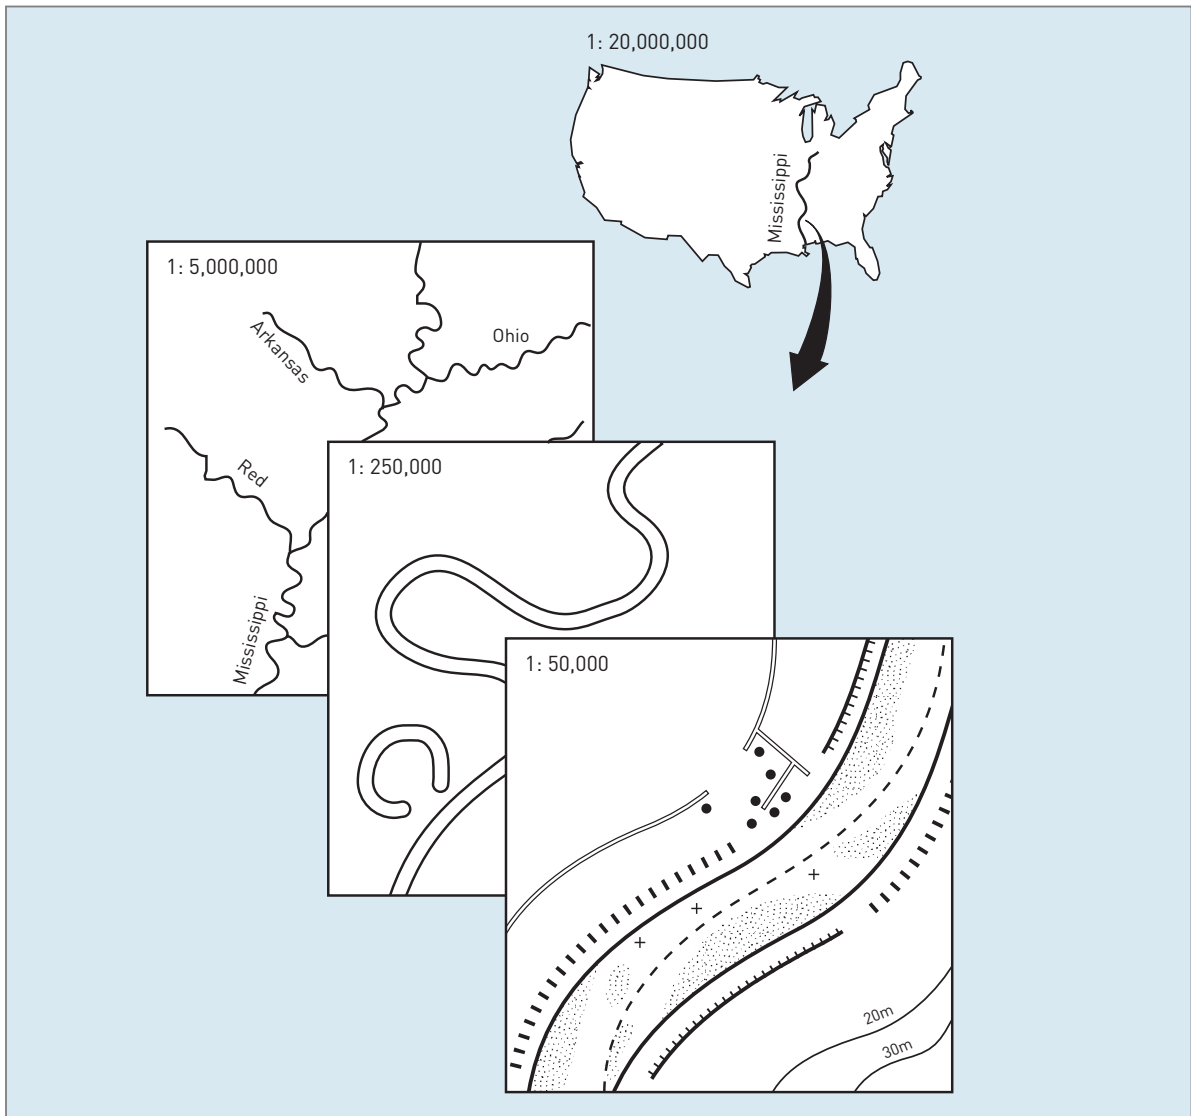 1: 20,000,000
Mississippi
1: 5,000,000
Arkansas
Ohio
Red
Mississippi
1: 250,000
1: 50,000
20m
30m